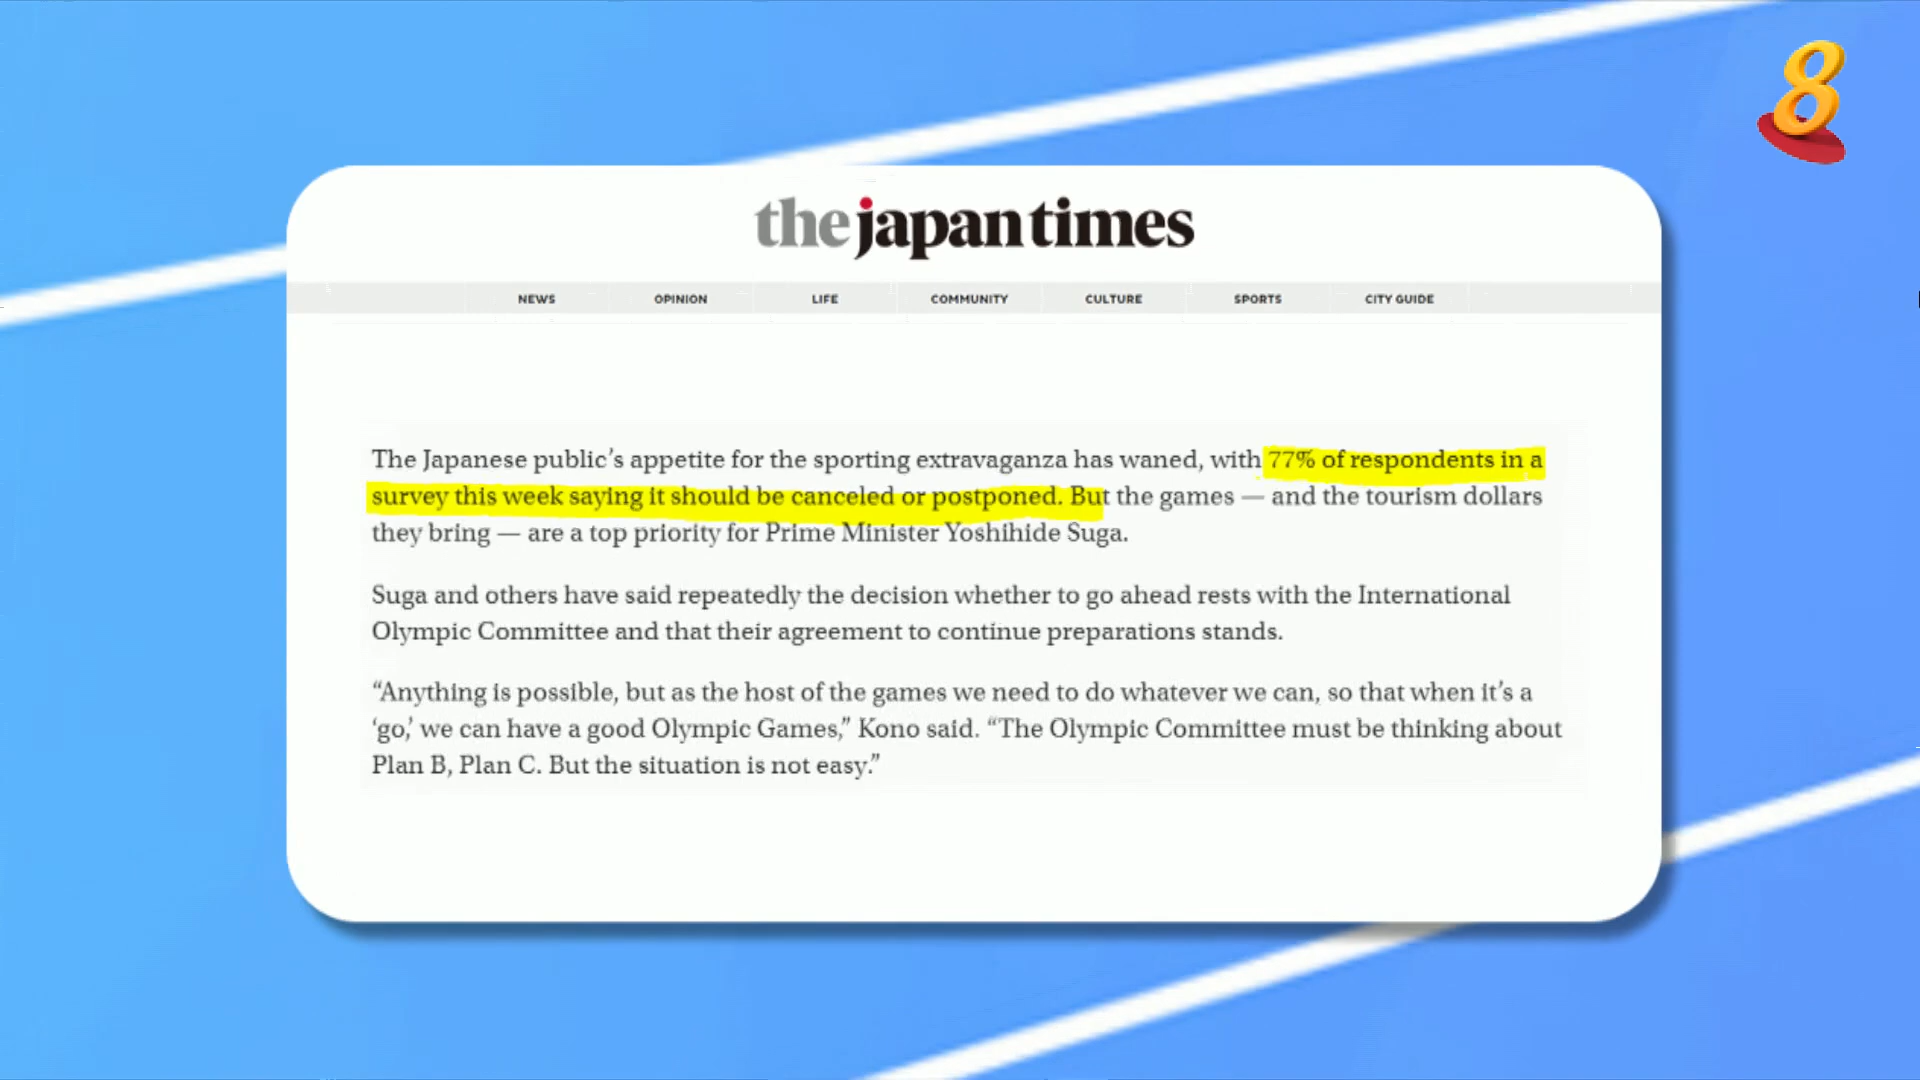 8
the japan times
NEWS OPINION LIFE COMMUNITY CULTURE SPORTS CITY GUIDE
The Japanese public’s appetite for the sporting extravaganza has waned, with 77% of respondents in a
survey this week saying it should be canceled or postponed. But the games — and the tourism dollars
they bring — are a top priority for Prime Minister Yoshihide Suga.
Suga and others have said repeatedly the decision whether to go ahead rests with the International
Olympic Committee and that their agreement to continue preparations stands.
“Anything is possible, but as the host of the games we need to do whatever we can, so that when it’s a
‘go,’ we can have a good Olympic Games,” Kono said. “The Olympic Committee must be thinking about
Plan B, Plan C. But the situation is not easy.”